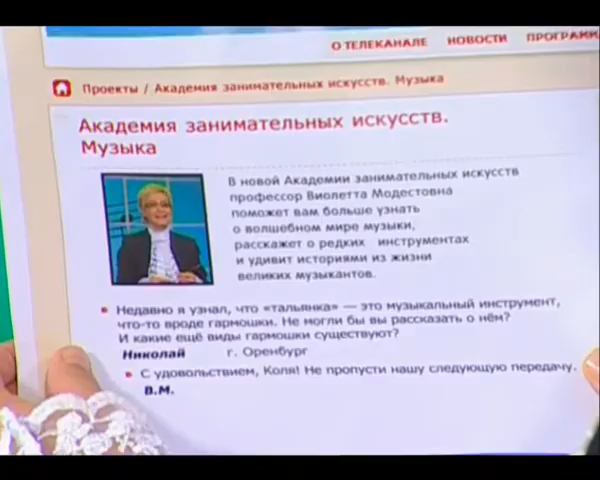 О ТЕЛЕКАНАЛЕ НОВОСТИ ПРОГРАММ
Проекты / Академия занимательных искусств. Музыка
Академия занимательных искусств.
Музыка
В новой Академии занимательных искусств
профессор Виолетта Модестовна
поможет вам больше узнать
о волшебном мире музыки,
расскажет о редких инструментах
и удивит историями из жизни
великих музыкантов.
Недавно я узнал, что «тальянка» — это музыкальный инструмент,
что-то вроде гармошки. Не могли бы вы рассказать о нём?
И какие ещё виды гармошки существуют?
Николай г. Оренбург
С удовольствием, Коля! Не пропусти нашу следующую передачу.
В.М.